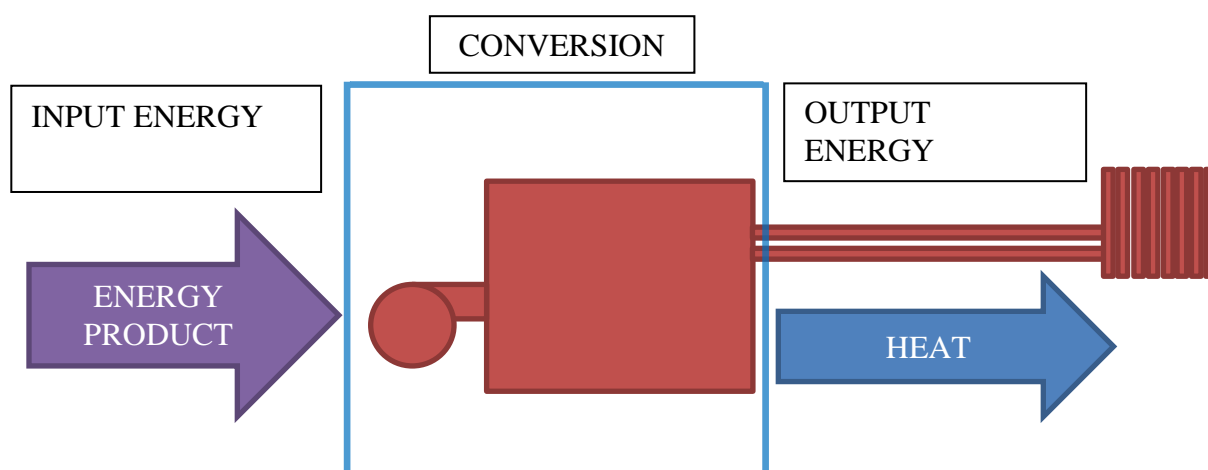 CONVERSION
INPUT ENERGY
OUTPUT
ENERGY
ENERGY
PRODUCT
HEAT